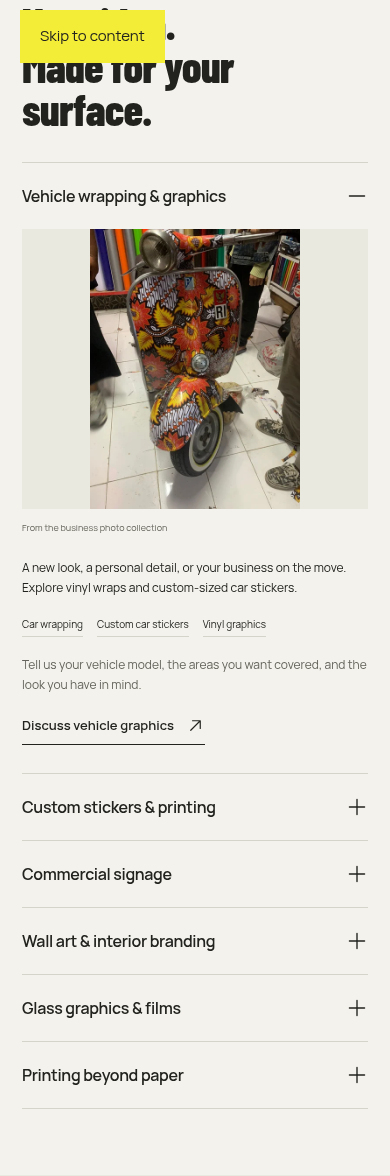 Skip to content
Made for your
surface.
Vehicle wrapping & graphics
RI
From the business photo collection
A new look, a personal detail, or your business on the move.
Explore vinyl wraps and custom-sized car stickers.
Car wrapping Custom car stickers Vinyl graphics
Tell us your vehicle model, the areas you want covered, and the
look you have in mind.
Discuss vehicle graphics
Custom stickers & printing
Commercial signage
Wall art & interior branding
Glass graphics & films
Printing beyond paper